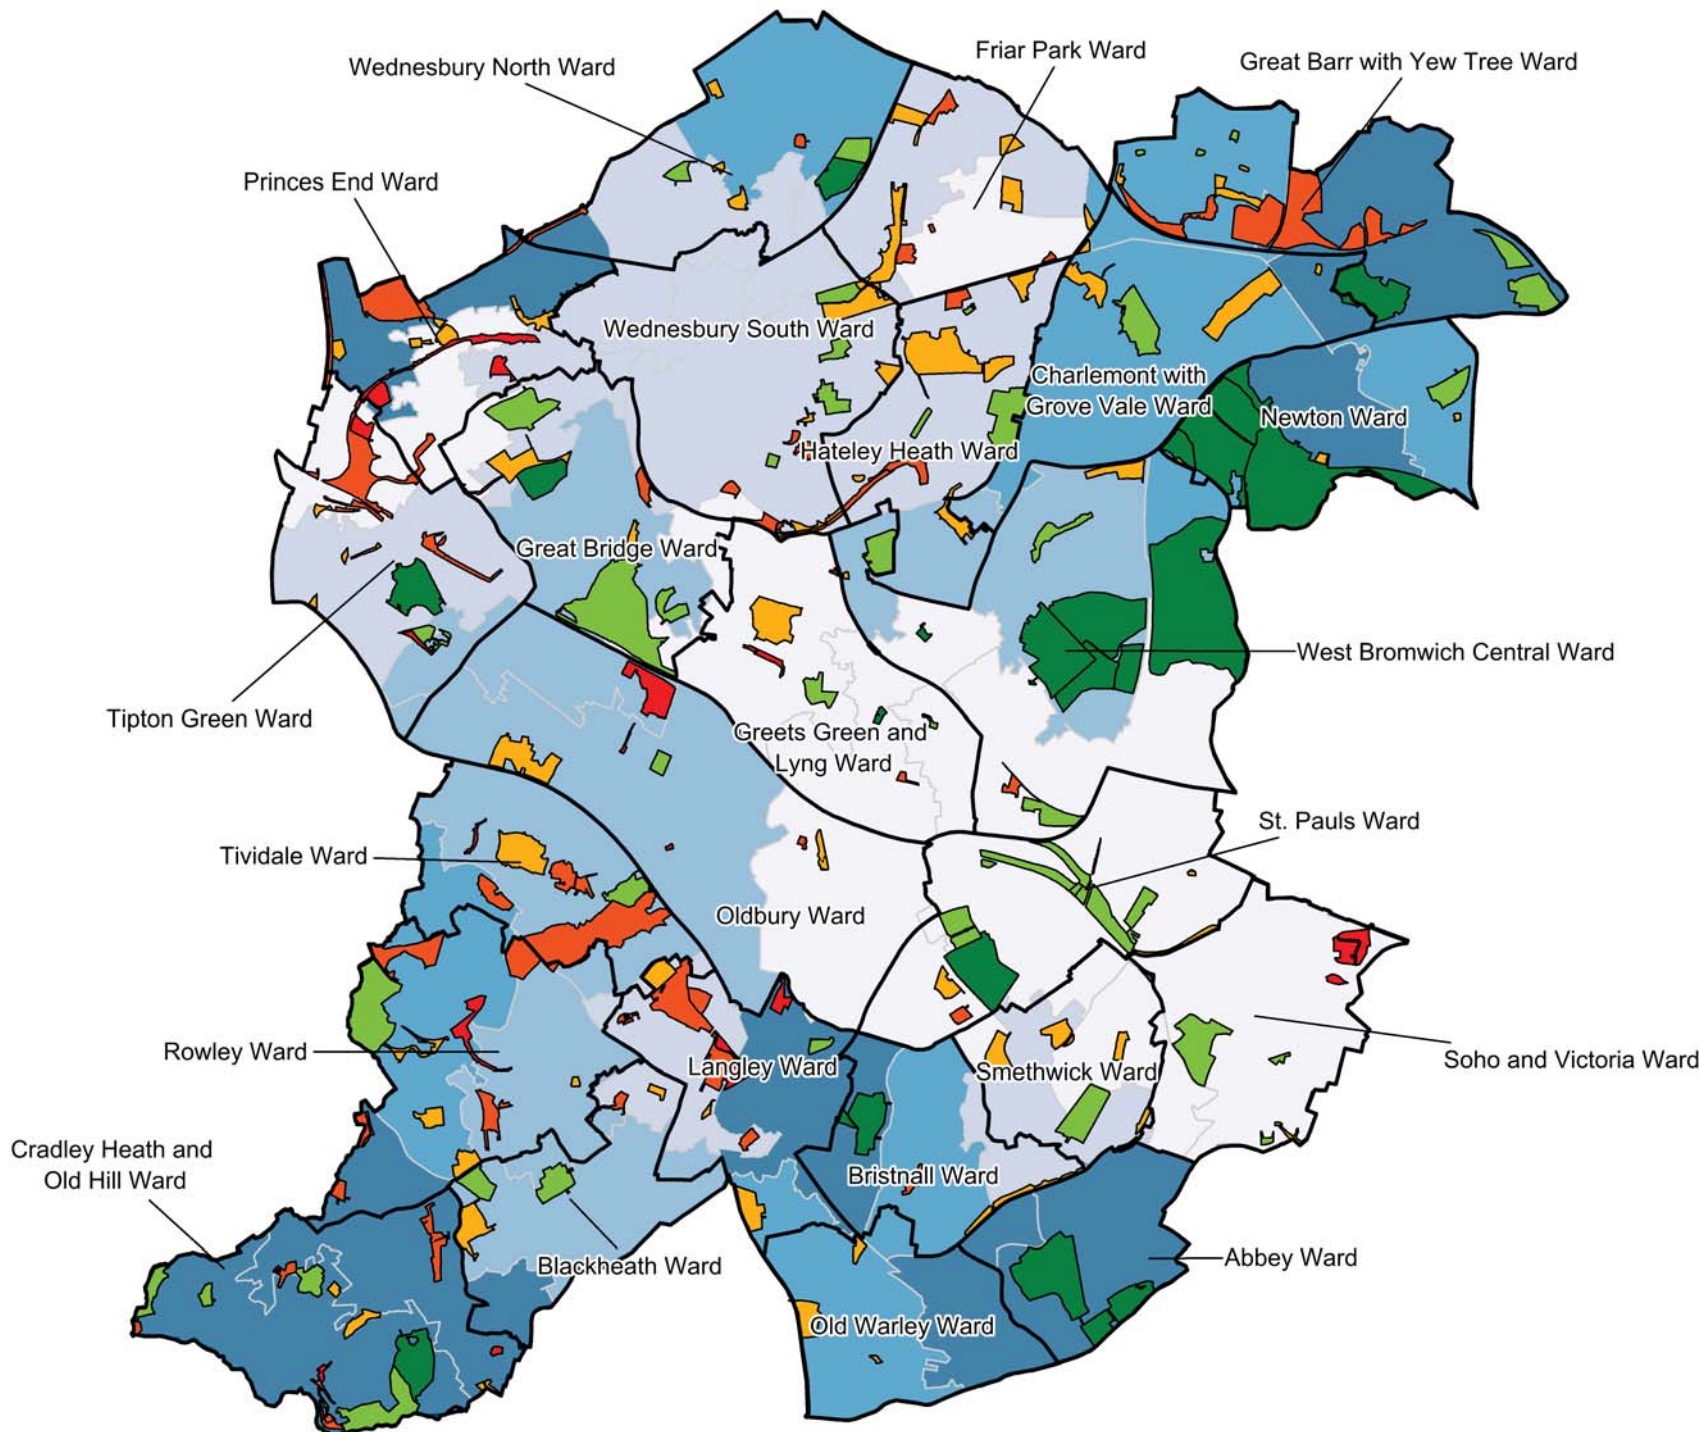 Wednesbury North Ward
Friar Park Ward
Great Barr with Yew Tree Ward
Princes End Ward
Wednesbury South Ward
Charlemont with
Grove Vale Ward
Newton Ward
Hateley Heath Ward
Great Bridge Ward
West Bromwich Central Ward
Tipton Green Ward
Greets Green and
Lyng Ward
St. Pauls Ward
Tividale Ward
Oldbury Ward
Rowley Ward
Langley Ward
Smethwick Ward
Soho and Victoria Ward
Cradley Heath and
Old Hill Ward
Bristnall Ward
Blackheath Ward
Abbey Ward
Old Warley Ward